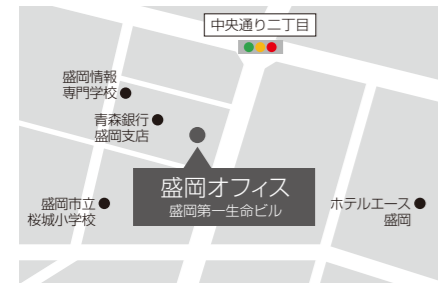 中央通り二丁目
盛岡情報
専門学校
青森銀行
盛岡支店
盛岡オフィス
盛岡第一生命ビル
盛岡市立
桜城小学校
ホテルエース
盛岡